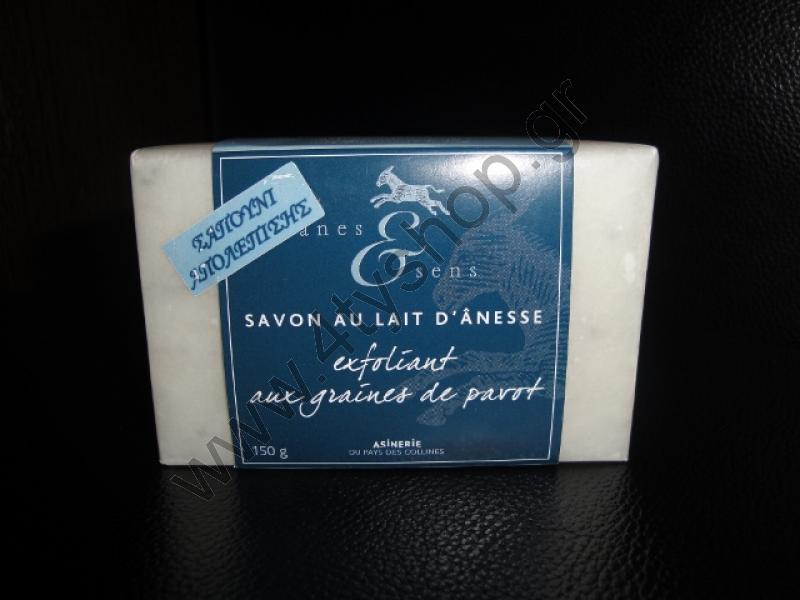 ΣΑΠΟΥΝΙ
ΑΠΟΛΕΠΙΣΗΣ
anes
&
sens
SAVON AU LAIT D'ÂNESSE
exfoliant
aux graines de pavot
ASINERIE
DU PAYS DES COLLINES
150 g
www.4tyshop.gr